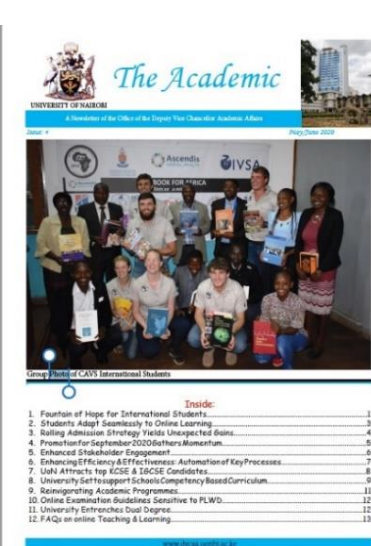 The Academic
UNIVERSITY OF NAIROBI
A Newsletter of the Office of the Deputy Vice Chancellor Academic Affairs
Issue: 4 May/June 2020
Ascendis
IVSA
BOOK FOR AFRICA
Group Photo of CAVS International Students
Inside:
1. Fountain of Hope for International Students 1
2. Students Adapt Seamlessly to Online Learning 3
3. Rolling Admission Strategy Yields Unexpected Gains 4
4. Promotion for September 2020 Gathers Momentum 5
5. Enhanced Stakeholder Engagement 6
6. Enhancing Efficiency & Effectiveness: Automation of Key Processes 7
7. UoN Attracts top KCSE & IGCSE Candidates 8
8. University Set to support Schools Competency Based Curriculum 9
9. Reinvigorating Academic Programmes 11
10. Online Examination Guidelines Sensitive to PLWD 12
11. University Entrenches Dual Degree 12
12. FAQs on online Teaching & Learning 13